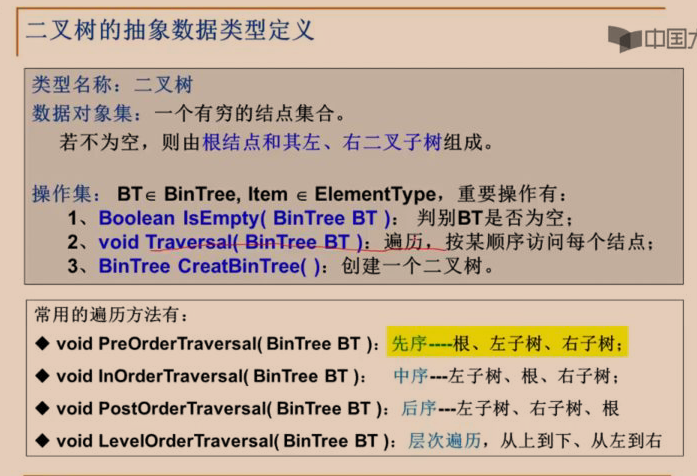 二叉树的抽象数据类型定义
中国
类型名称：二叉树
数据对象集：一个有穷的结点集合。
若不为空，则由根结点和其左、右二叉子树组成。
操作集： BT∈ BinTree, Item ∈ ElementType，重要操作有：
1、Boolean IsEmpty( BinTree BT )： 判别BT是否为空；
2、void Traversal( BinTree BT )：遍历，按某顺序访问每个结点；
3、BinTree CreatBinTree( )：创建一个二叉树。
常用的遍历方法有：
◆ void PreOrderTraversal( BinTree BT )： 先序----根、左子树、右子树；
◆ void InOrderTraversal( BinTree BT )： 中序---左子树、根、右子树；
◆ void PostOrderTraversal( BinTree BT )：后序---左子树、右子树、根
◆ void LevelOrderTraversal( BinTree BT )：层次遍历，从上到下、从左到右